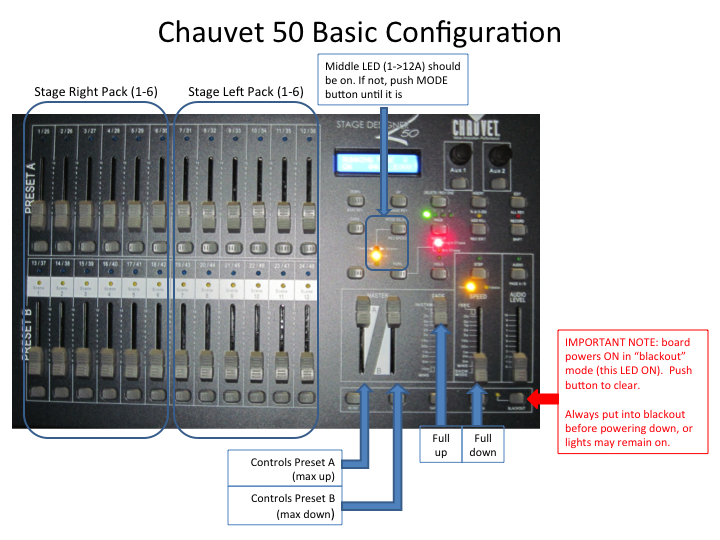 Chauvet 50 Basic Configuration
Middle LED (1->12A) should
be on. If not, push MODE
button until it is
Stage Right Pack (1-6)
Stage Left Pack (1-6)
STAGE DESIGNER
50
CHAUVET
1 / 25
2 / 26
3 / 27
4 / 28
5 / 29
6 / 30
7 / 31
8 / 32
9 / 33
10 / 34
11 / 35
12 / 36
Aux 1
Aux 2
PRESET A
13 / 37
14 / 38
15 / 39
16 / 40
17 / 41
18 / 42
19 / 43
20 / 44
21 / 45
22 / 46
23 / 47
24 / 48
PRESET B
MASTER
A
B
FADE
SPEED
AUDIO
LEVEL
BLACKOUT
IMPORTANT NOTE: board
powers ON in “blackout”
mode (this LED ON).  Push
button to clear.
Always put into blackout
before powering down, or
lights may remain on.
Full
up
Full
down
Controls Preset A
(max up)
Controls Preset B
(max down)